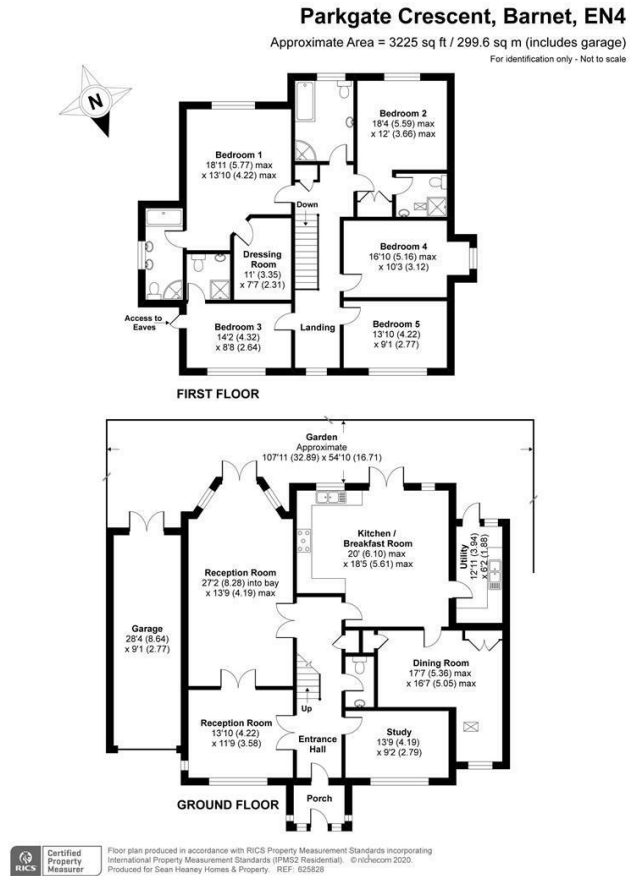 Parkgate Crescent, Barnet, EN4
Approximate Area = 3225 sq ft / 299.6 sq m (includes garage)
For identification only - Not to scale
N
Bedroom 2
18'4 (5.59) max
x 12' (3.66) max
Bedroom 1
18'11 (5.77) max
x 13'10 (4.22) max
Down
Bedroom 4
16'10 (5.16) max
x 10'3 (3.12)
Dressing
Room
11' (3.35)
x 7'7 (2.31)
Access to
Eaves
Bedroom 3
14'2 (4.32)
x 8'8 (2.64)
Landing
Bedroom 5
13'10 (4.22)
x 9'1 (2.77)
FIRST FLOOR
Garden
Approximate
107'11 (32.89) x 54'10 (16.71)
Kitchen /
Breakfast Room
20' (6.10) max
x 18'5 (5.61) max
Utility
12'11 (3.94)
x 6'2 (1.88)
Reception Room
27'2 (8.28) into bay
x 13'9 (4.19) max
Garage
28'4 (8.64)
x 9'1 (2.77)
Dining Room
17'7 (5.36) max
x 16'7 (5.05) max
Up
Reception Room
13'10 (4.22)
x 11'9 (3.58)
Entrance
Hall
Study
13'9 (4.19)
x 9'2 (2.79)
Porch
GROUND FLOOR
RICS
Certified
Property
Measurer
Floor plan produced in accordance with RICS Property Measurement Standards incorporating
International Property Measurement Standards (IPMS2 Residential). © nichecom 2020.
Produced for Sean Heaney Homes & Property. REF: 625828